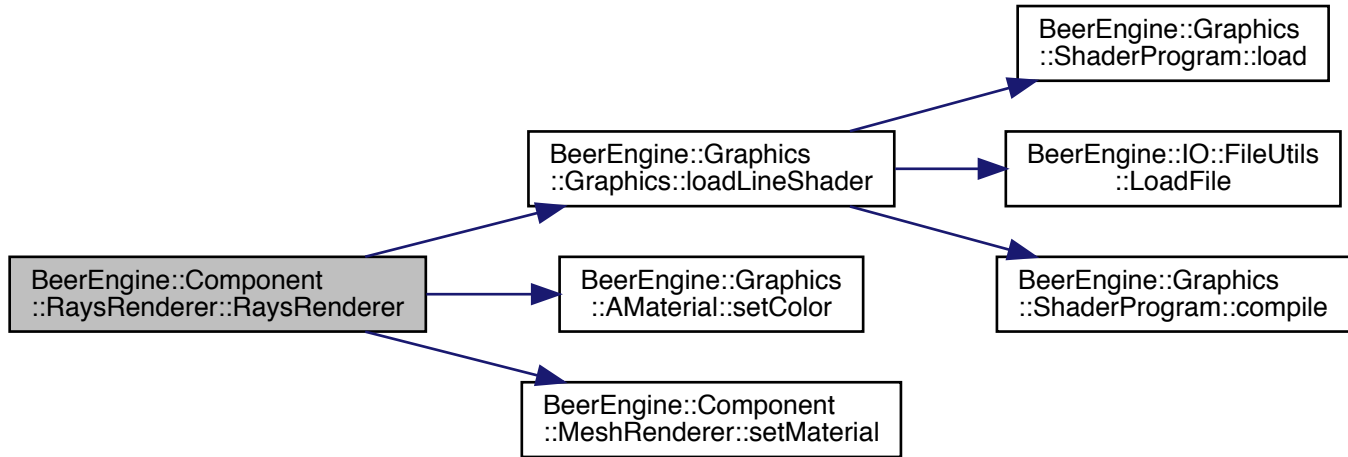 BeerEngine::Component
::RaysRenderer::RaysRenderer
BeerEngine::Graphics
::Graphics::loadLineShader
BeerEngine::Graphics
::AMaterial::setColor
BeerEngine::Component
::MeshRenderer::setMaterial
BeerEngine::Graphics
::ShaderProgram::load
BeerEngine::IO::FileUtils
::LoadFile
BeerEngine::Graphics
::ShaderProgram::compile